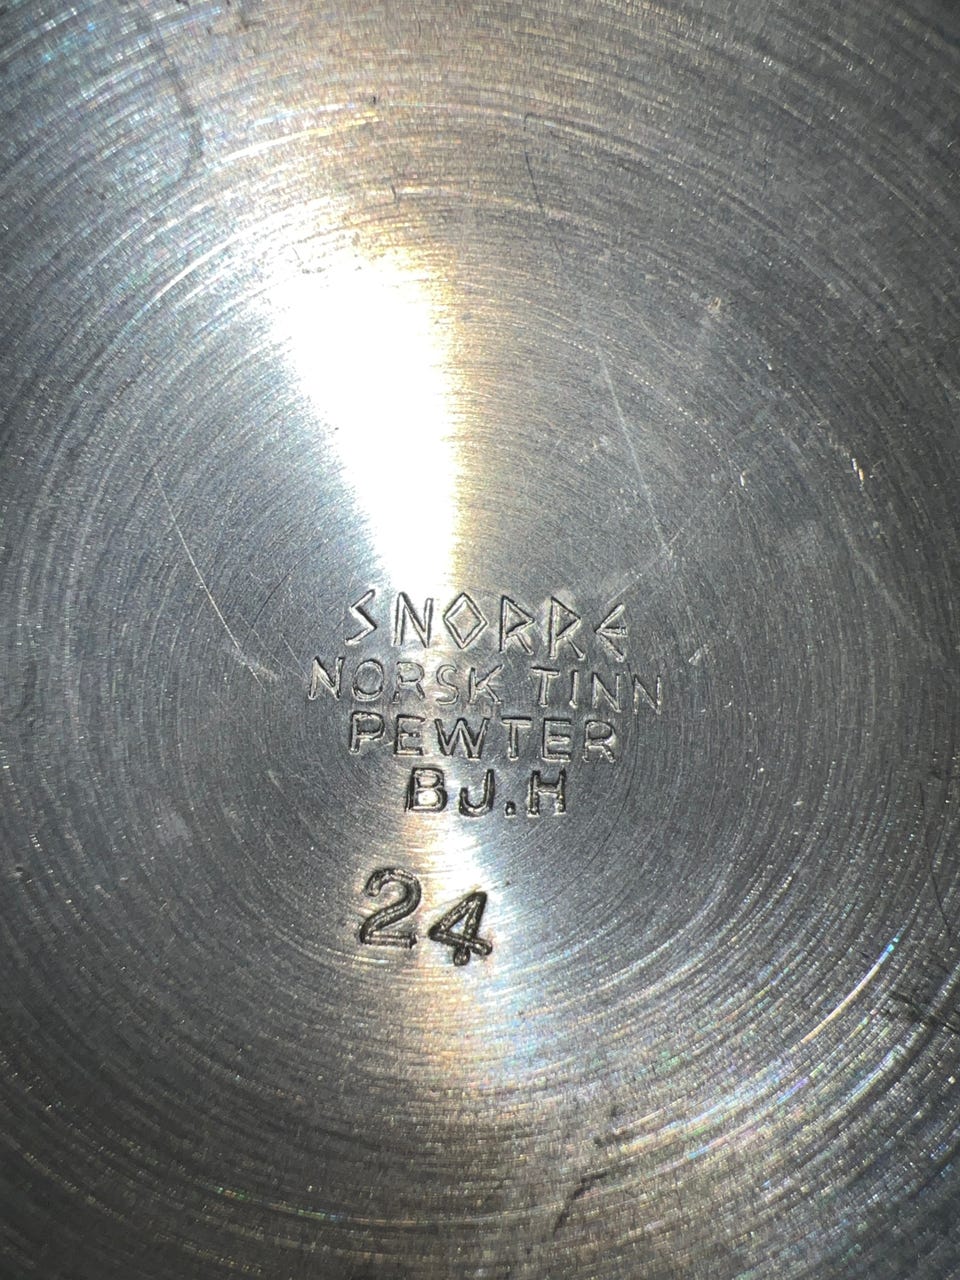 SNORRE
NORSK TINN
PEWTER
BJ.H
24